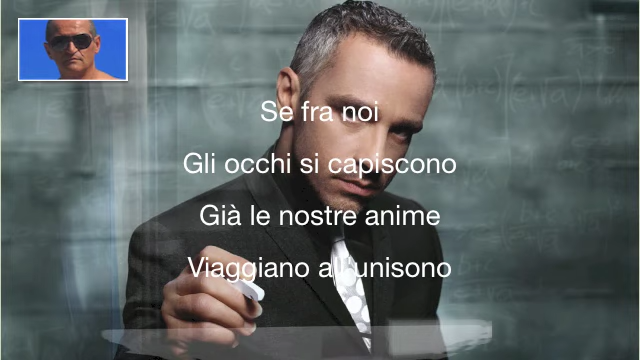 Se fra noi
Gli occhi si capiscono
Già le nostre anime
Viaggiano all'unisono